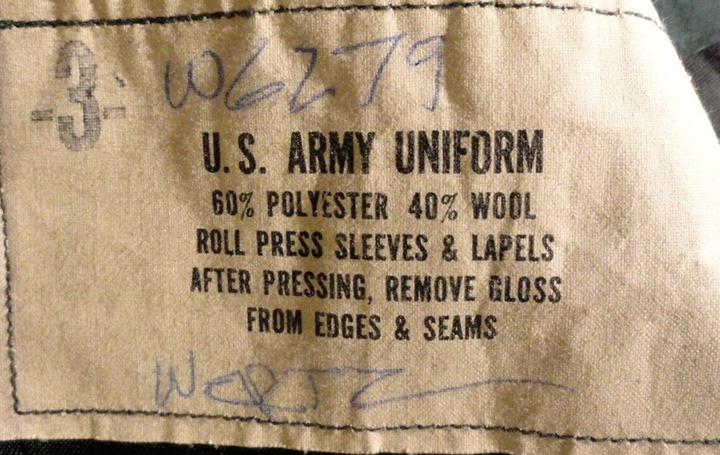 -3-
W6279
U.S. ARMY UNIFORM
60% POLYESTER 40% WOOL
ROLL PRESS SLEEVES & LAPELS
AFTER PRESSING, REMOVE GLOSS
FROM EDGES & SEAMS
WERTZ